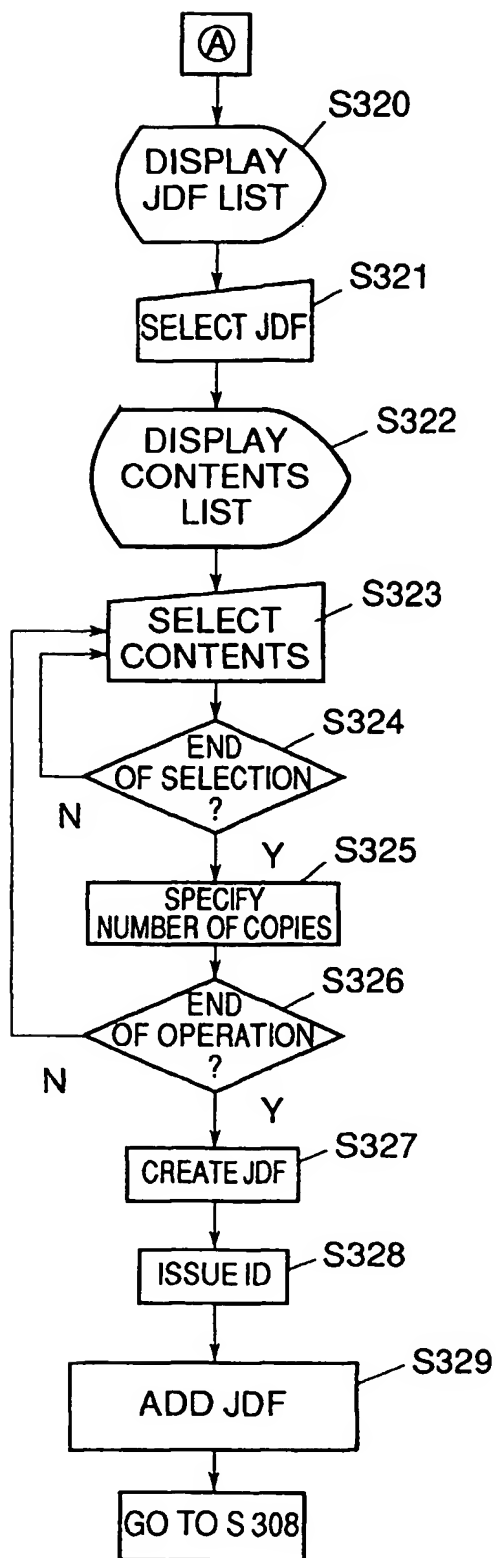 A
S320
DISPLAY
JDF LIST
S321
SELECT JDF
S322
DISPLAY
CONTENTS
LIST
S323
SELECT
CONTENTS
S324
END
OF SELECTION
?
N
Y
S325
SPECIFY
NUMBER OF COPIES
S326
END
OF OPERATION
?
N
Y
S327
CREATE JDF
S328
ISSUE ID
S329
ADD JDF
GO TO S 308